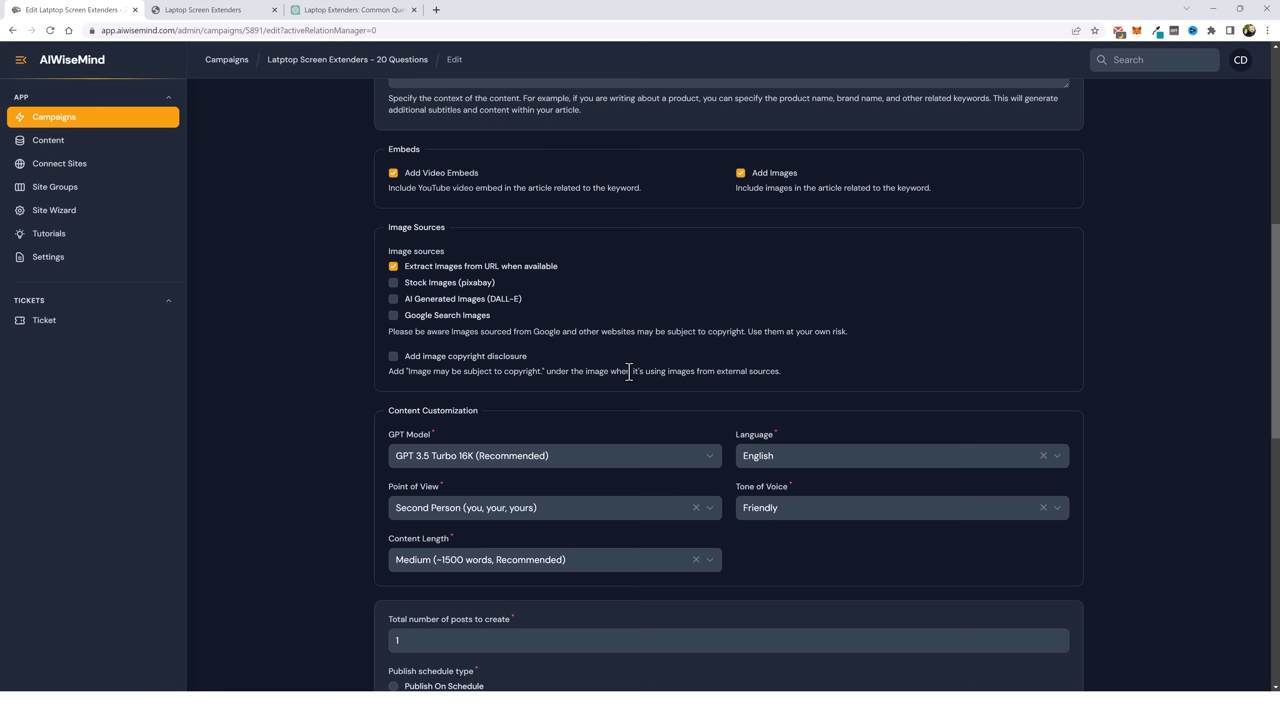 Edit Latptop Screen Extenders -
Laptop Screen Extenders
Laptop Extenders: Common Que
app.aiwisemind.com/admin/campaigns/5891/edit?activeRelationManager=0
AIWiseMind
Campaigns
Latptop Screen Extenders - 20 Questions
Edit
Search
CD
APP
Campaigns
Content
Connect Sites
Site Groups
Site Wizard
Tutorials
Settings
TICKETS
Ticket
Specify the context of the content. For example, if you are writing about a product, you can specify the product name, brand name, and other related keywords. This will generate
additional subtitles and content within your article.
Embeds
Add Video Embeds
Include YouTube video embed in the article related to the keyword.
Add Images
Include images in the article related to the keyword.
Image Sources
Image sources
Extract Images from URL when available
Stock Images (pixabay)
AI Generated Images (DALL-E)
Google Search Images
Please be aware Images sourced from Google and other websites may be subject to copyright. Use them at your own risk.
Add image copyright disclosure
Add "Image may be subject to copyright." under the image when it's using images from external sources.
Content Customization
GPT Model*
GPT 3.5 Turbo 16K (Recommended)
Language*
English
Point of View*
Second Person (you, your, yours)
Tone of Voice*
Friendly
Content Length*
Medium (~1500 words, Recommended)
Total number of posts to create*
1
Publish schedule type*
Publish On Schedule